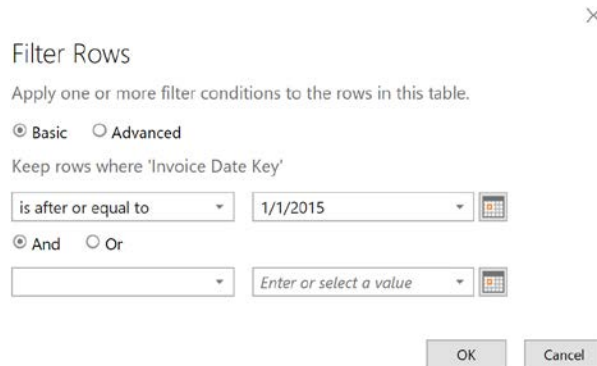 Filter Rows
Apply one or more filter conditions to the rows in this table.
Basic Advanced
Keep rows where 'Invoice Date Key'
is after or equal to 1/1/2015
And Or
Enter or select a value
OK Cancel